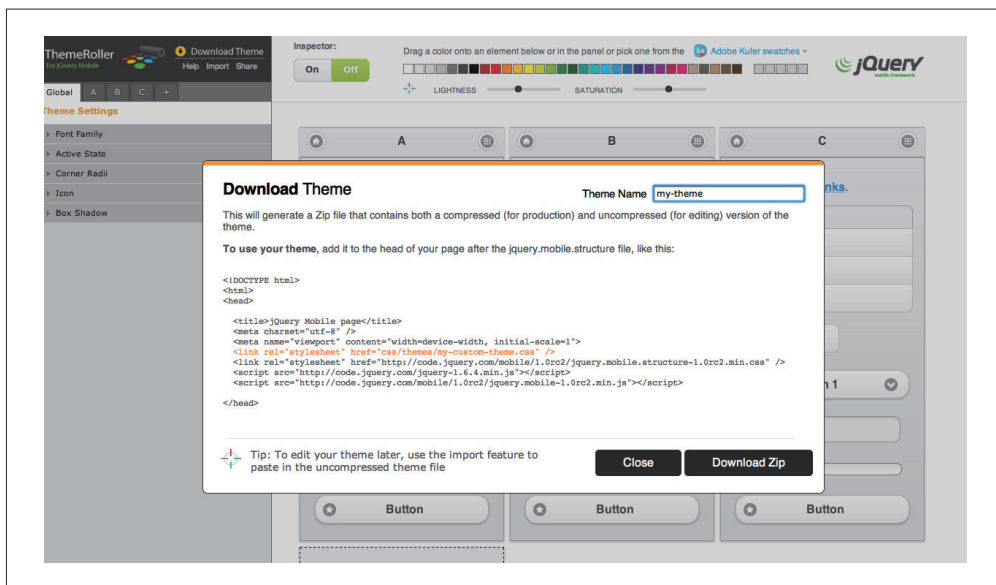 ThemeRoller
For jQuery Mobile
Download Theme
Help Import Share
Inspector:
On Off
Drag a color onto an element below or in the panel or pick one from the
ku Adobe Kuler swatches
LIGHTNESS
SATURATION
jQuery
mobile framework
Global A B C +
Theme Settings
Font Family
Active State
Corner Radii
Icon
Box Shadow
A
B
C
nks.
Download Theme
Theme Name my-theme
This will generate a Zip file that contains both a compressed (for production) and uncompressed (for editing) version of the
theme.
To use your theme, add it to the head of your page after the jquery.mobile.structure file, like this:
<!DOCTYPE html>
<html>
<head>
<title>jQuery Mobile page</title>
<meta charset="utf-8" />
<meta name="viewport" content="width=device-width, initial-scale=1">
<link rel="stylesheet" href="css/themes/my-custom-theme.css" />
<link rel="stylesheet" href="http://code.jquery.com/mobile/1.0rc2/jquery.mobile.structure-1.0rc2.min.css" />
<script src="http://code.jquery.com/jquery-1.6.4.min.js"></script>
<script src="http://code.jquery.com/mobile/1.0rc2/jquery.mobile-1.0rc2.min.js"></script>
</head>
n 1
Tip: To edit your theme later, use the import feature to
paste in the uncompressed theme file
Close
Download Zip
Button
Button
Button